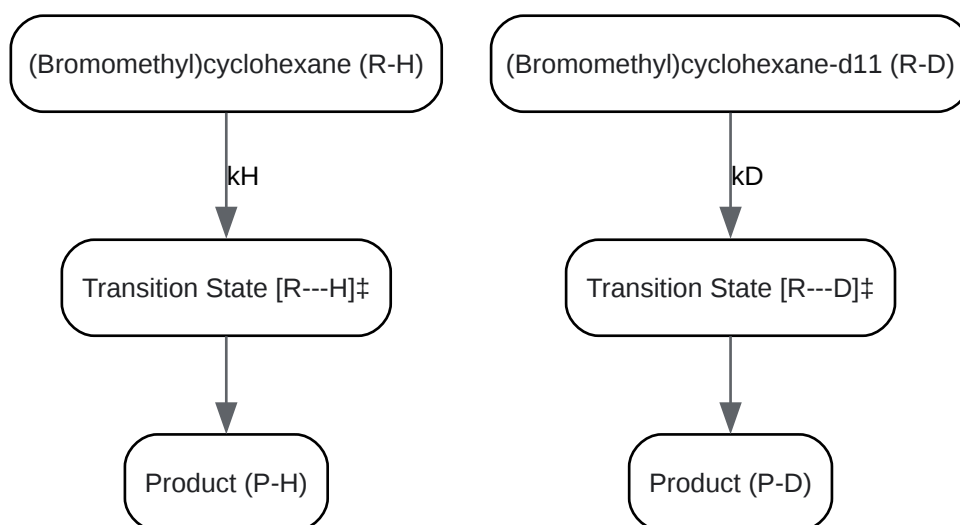 (Bromomethyl)cyclohexane (R-H)
(Bromomethyl)cyclohexane-d11 (R-D)
kH
kD
Transition State [R---H]‡
Transition State [R---D]‡
Product (P-H)
Product (P-D)